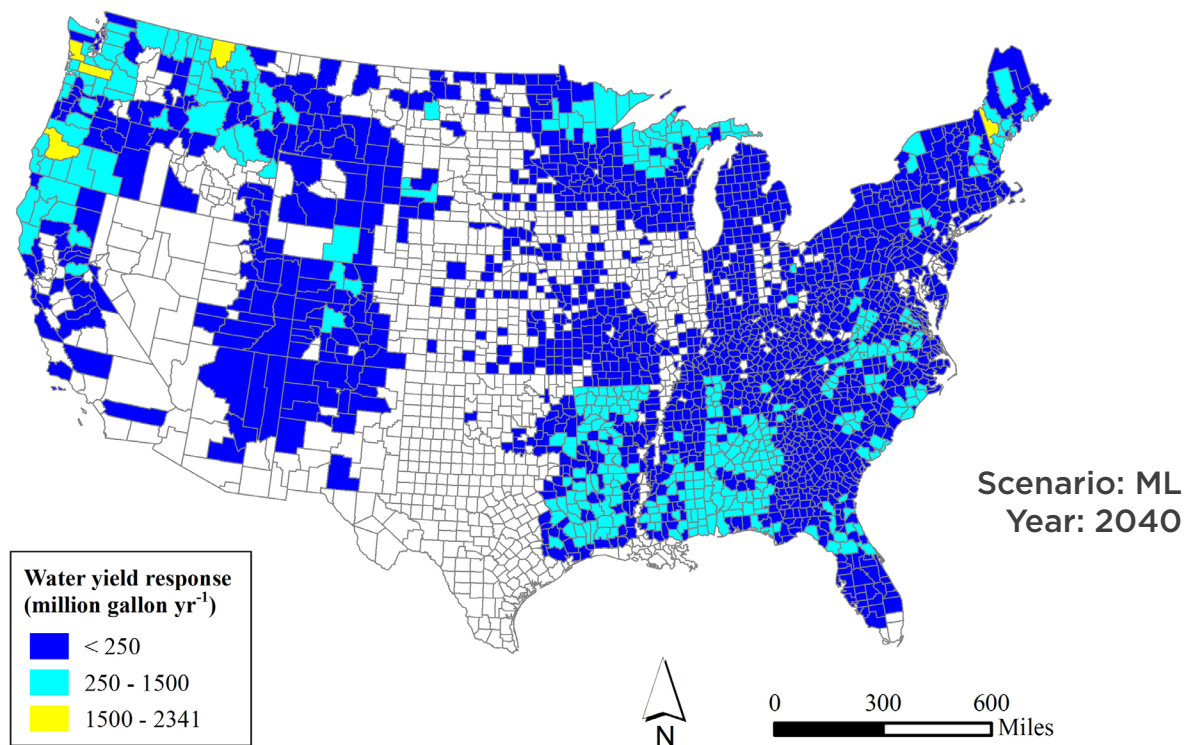 Scenario: ML
Year: 2040
Water yield response
(million gallon yr⁻¹)
< 250
250 - 1500
1500 - 2341
N
0 300 600
Miles